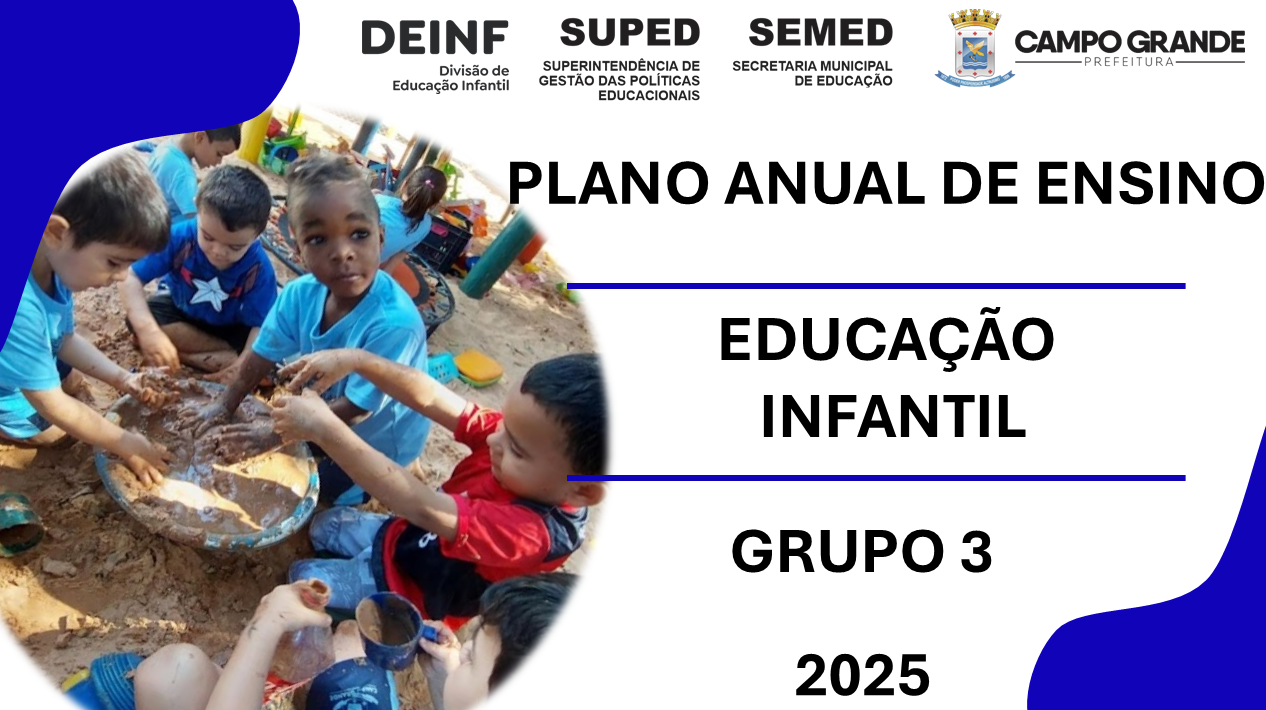 DEINF
Divisão de
Educação Infantil
SUPED
SUPERINTENDÊNCIA DE
GESTÃO DAS POLÍTICAS
EDUCACIONAIS
SEMED
SECRETARIA MUNICIPAL
DE EDUCAÇÃO
CAMPO GRANDE
PREFEITURA
PLANO ANUAL DE ENSINO
EDUCAÇÃO
INFANTIL
GRUPO 3
2025